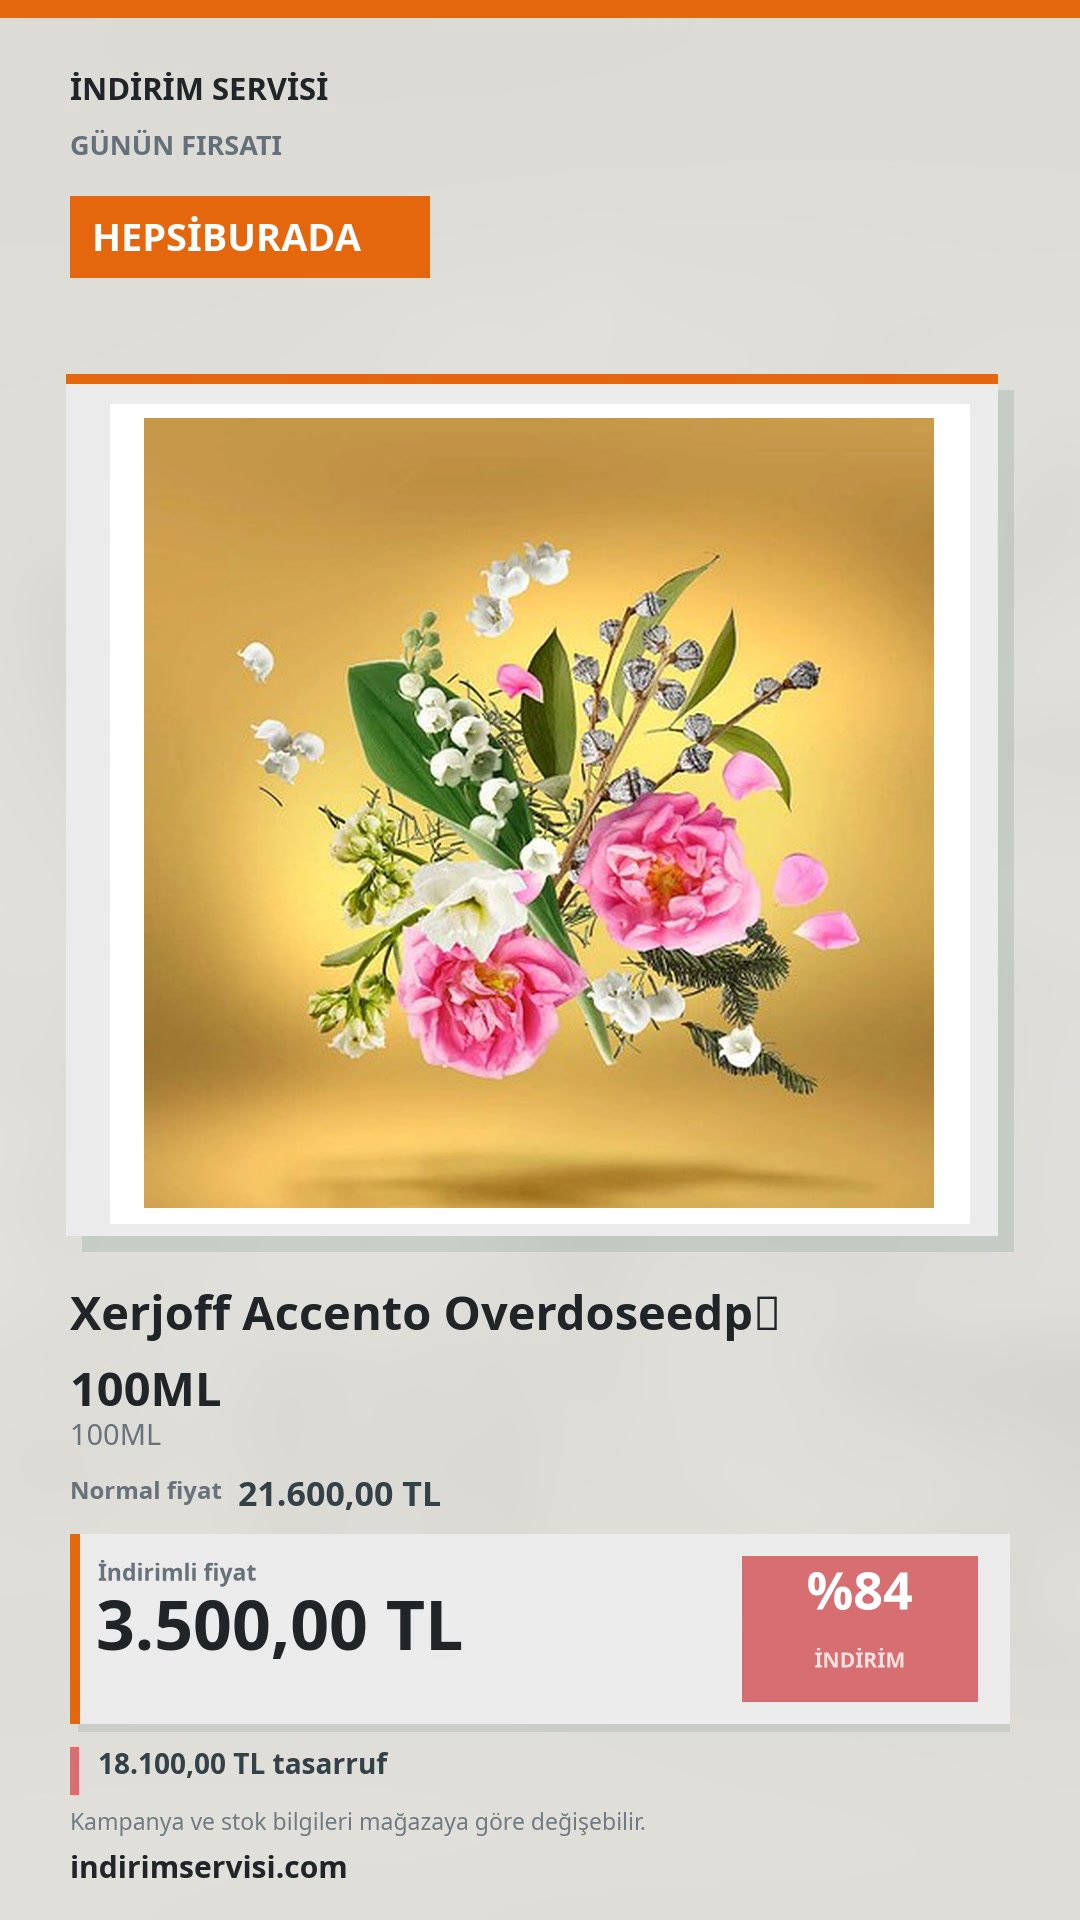 İNDİRİM SERVİSİ
GÜNÜN FIRSATI
HEPSİBURADA
Xerjoff Accento Overdoseedp
100ML
100ML
Normal fiyat 21.600,00 TL
İndirimli fiyat
3.500,00 TL
%84
İNDİRİM
18.100,00 TL tasarruf
Kampanya ve stok bilgileri mağazaya göre değişebilir.
indirimservisi.com